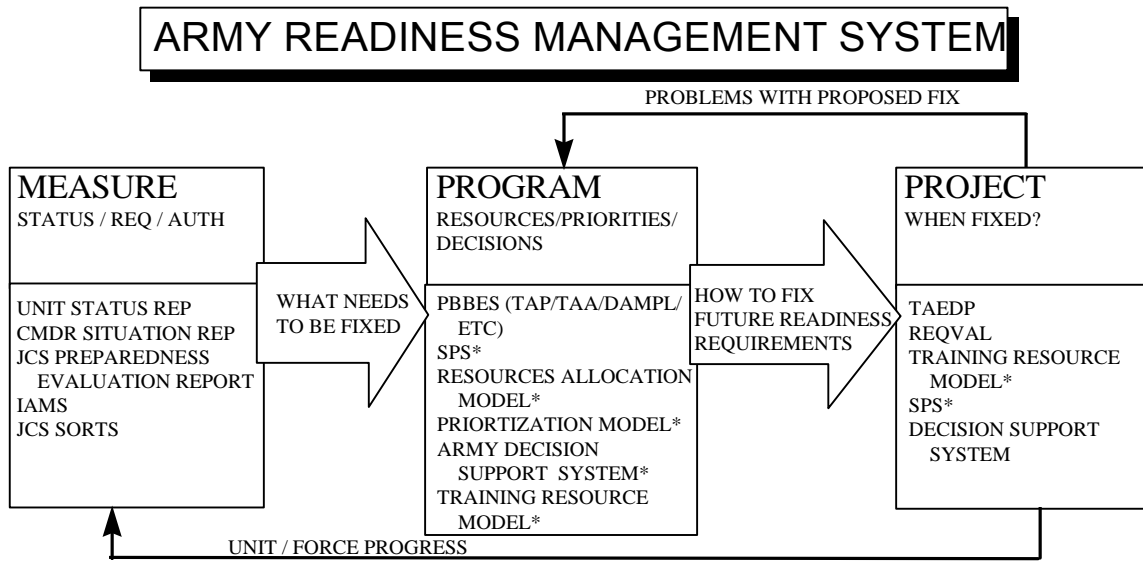 ARMY READINESS MANAGEMENT SYSTEM
PROBLEMS WITH PROPOSED FIX
MEASURE
STATUS / REQ / AUTH
UNIT STATUS REP
CMDR SITUATION REP
JCS PREPAREDNESS
EVALUATION REPORT
IAMS
JCS SORTS
WHAT NEEDS
TO BE FIXED
PROGRAM
RESOURCES/PRIORITIES/
DECISIONS
PBBES (TAP/TAA/DAMPL/
ETC)
SPS*
RESOURCES ALLOCATION
MODEL*
PRIORTIZATION MODEL*
ARMY DECISION
SUPPORT SYSTEM*
TRAINING RESOURCE
MODEL*
HOW TO FIX
FUTURE READINESS
REQUIREMENTS
PROJECT
WHEN FIXED?
TAEDP
REQVAL
TRAINING RESOURCE
MODEL*
SPS*
DECISION SUPPORT
SYSTEM
UNIT / FORCE PROGRESS